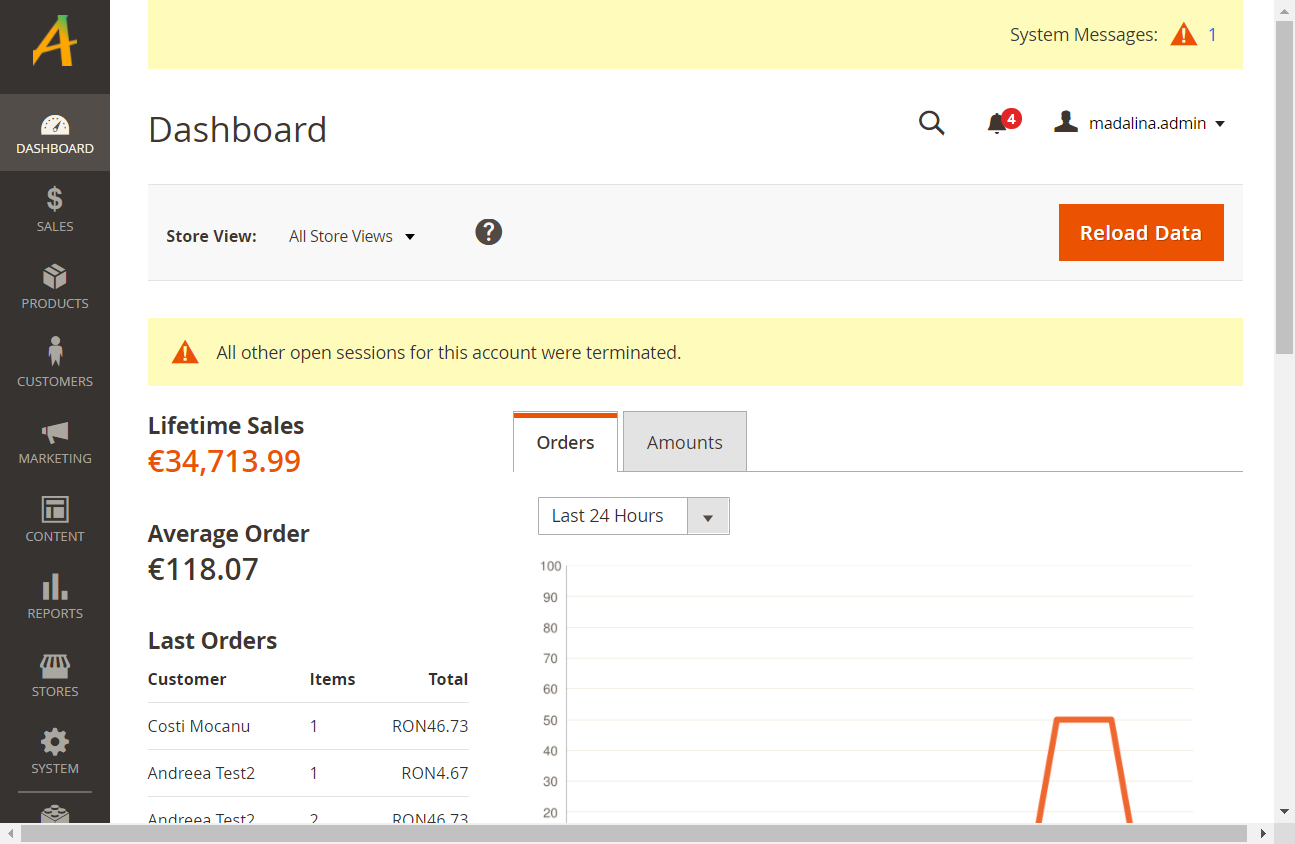 System Messages: 1
Dashboard
4
madalina.admin
DASHBOARD
SALES
PRODUCTS
CUSTOMERS
MARKETING
CONTENT
REPORTS
STORES
SYSTEM
Store View: All Store Views ?
Reload Data
All other open sessions for this account were terminated.
Lifetime Sales
€34,713.99
Average Order
€118.07
Last Orders
Customer Items Total
Costi Mocanu 1 RON46.73
Andreea Test2 1 RON4.67
Andreea Test2 2 RON46.73
Orders Amounts
Last 24 Hours
100
90
80
70
60
50
40
30
20